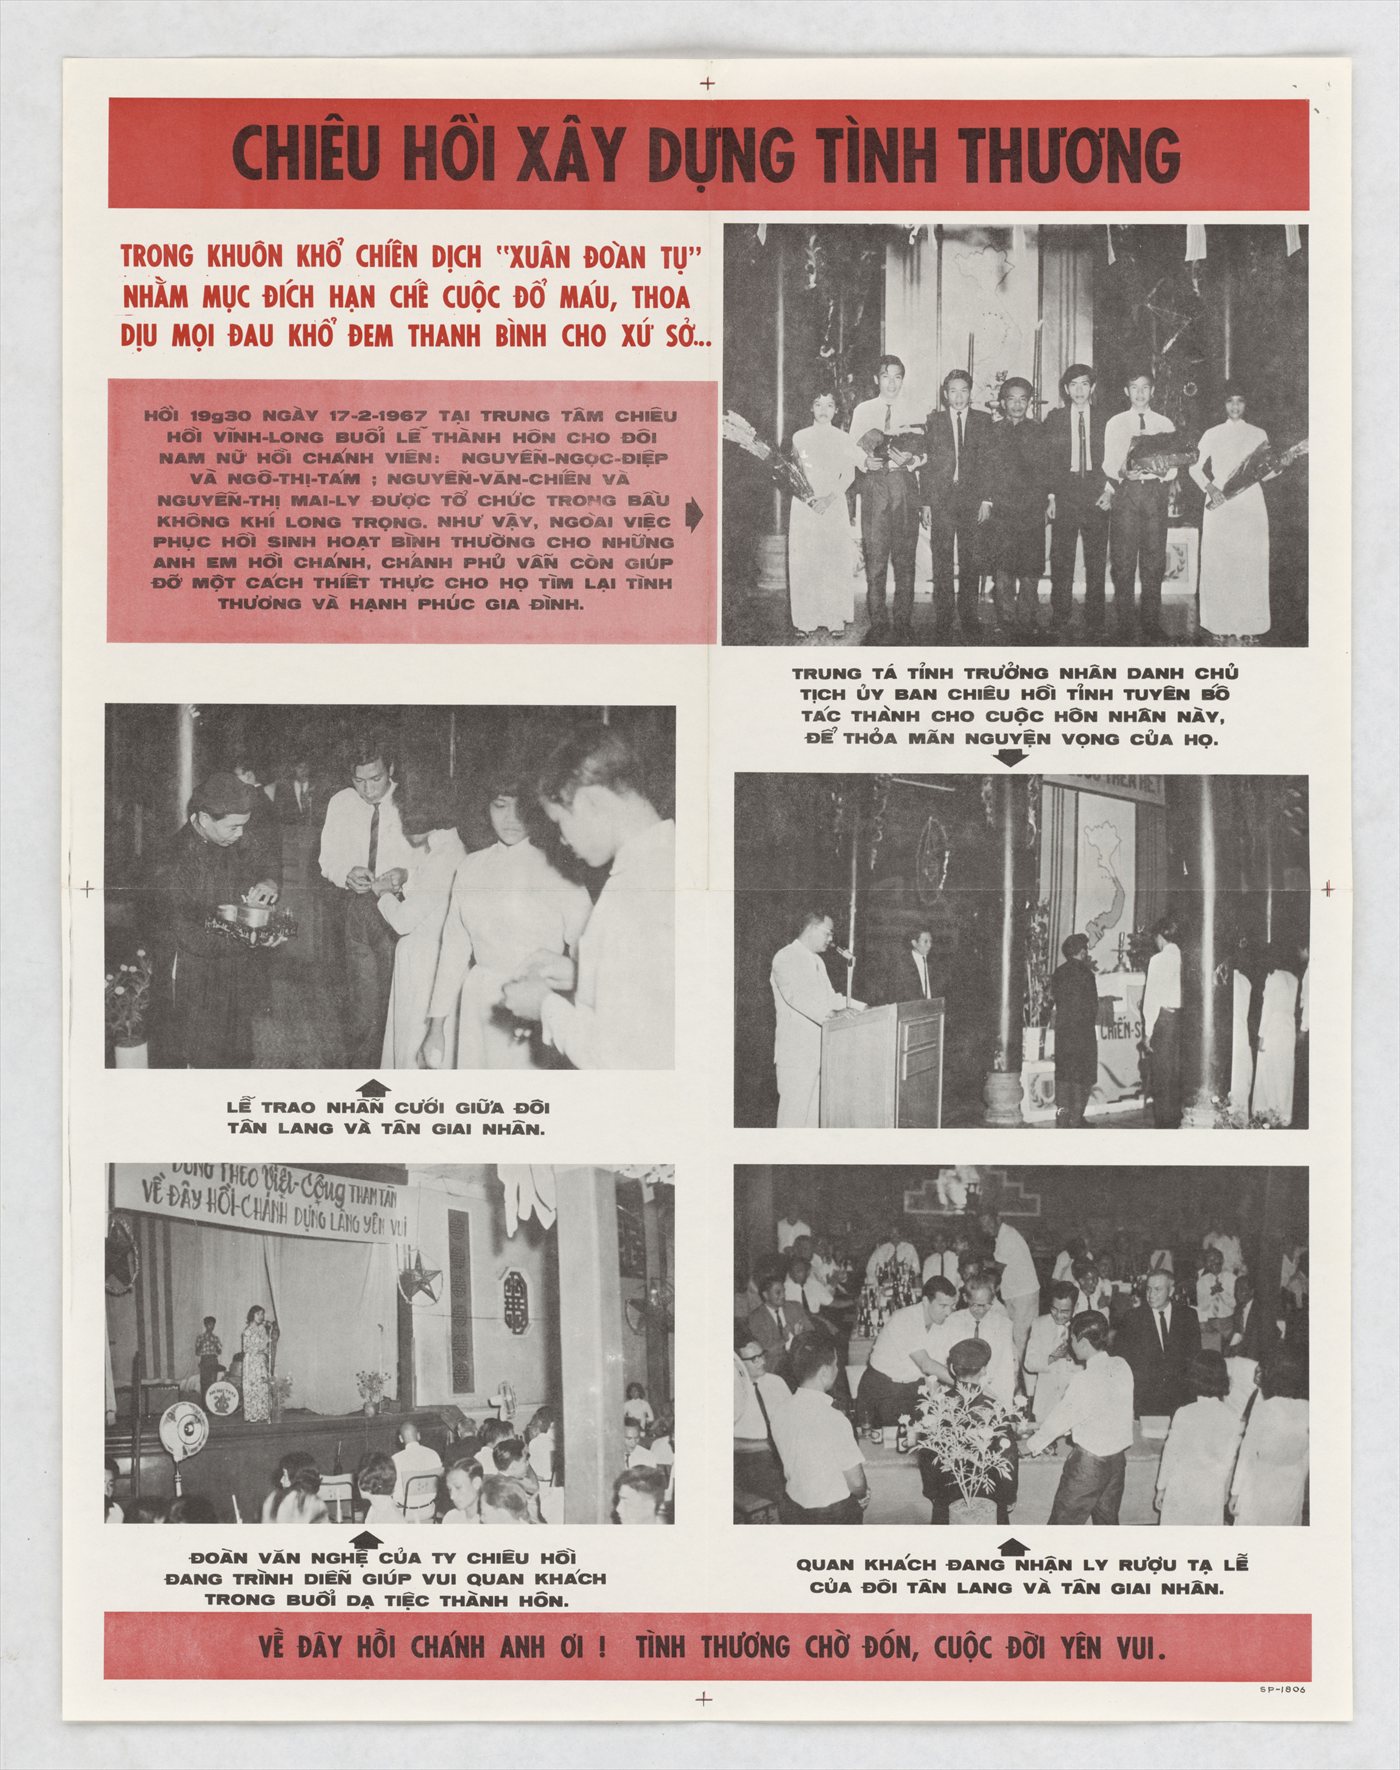 CHIÊU HỒI XÂY DỰNG TÌNH THƯƠNG
TRONG KHUÔN KHỔ CHIẾN DỊCH "XUÂN ĐOÀN TỤ"
NHẰM MỤC ĐÍCH HẠN CHẾ CUỘC ĐỔ MÁU, THOA
DỊU MỌI ĐAU KHỔ ĐEM THANH BÌNH CHO XỨ SỞ...
HỒI 19g30 NGÀY 17-2-1967 TẠI TRUNG TÂM CHIÊU
HỒI VĨNH-LONG BUỔI LỄ THÀNH HÔN CHO ĐÔI
NAM NỮ HỒI CHÁNH VIÊN: NGUYỄN-NGỌC-ĐIỆP
VÀ NGÔ-THỊ-TÁM ; NGUYỄN-VĂN-CHIẾN VÀ
NGUYỄN-THỊ MAI-LY ĐƯỢC TỔ CHỨC TRONG BẦU
KHÔNG KHÍ LONG TRỌNG. NHƯ VẬY, NGOÀI VIỆC
PHỤC HỒI SINH HOẠT BÌNH THƯỜNG CHO NHỮNG
ANH EM HỒI CHÁNH, CHÁNH PHỦ VẪN CÒN GIÚP
ĐỠ MỘT CÁCH THIẾT THỰC CHO HỌ TÌM LẠI TÌNH
THƯƠNG VÀ HẠNH PHÚC GIA ĐÌNH.
TRUNG TÁ TỈNH TRƯỞNG NHÂN DANH CHỦ
TỊCH ỦY BAN CHIÊU HỒI TỈNH TUYÊN BỐ
TÁC THÀNH CHO CUỘC HÔN NHÂN NÀY,
ĐỂ THỎA MÃN NGUYỆN VỌNG CỦA HỌ.
CHIẾN-S
LỄ TRAO NHẪN CƯỚI GIỮA ĐÔI
TÂN LANG VÀ TÂN GIAI NHÂN.
ĐỪNG THEO Việt-Cộng THAM TÀN
VỀ ĐÂY HỒI-CHÁNH DỰNG LÀNG YÊN VUI
ĐOÀN VĂN NGHỆ CỦA TY CHIÊU HỒI
ĐANG TRÌNH DIỄN GIÚP VUI QUAN KHÁCH
TRONG BUỔI DẠ TIỆC THÀNH HÔN.
QUAN KHÁCH ĐANG NHẬN LY RƯỢU TẠ LỄ
CỦA ĐÔI TÂN LANG VÀ TÂN GIAI NHÂN.
VỀ ĐÂY HỒI CHÁNH ANH ƠI ! TÌNH THƯƠNG CHỜ ĐÓN, CUỘC ĐỜI YÊN VUI.
SP-1806